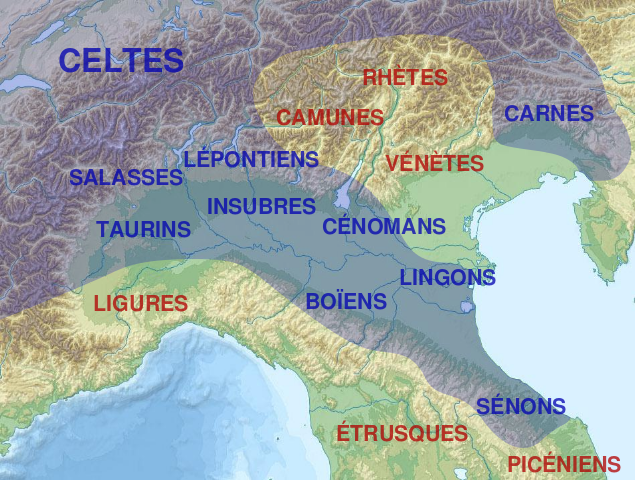 CELTES
RHÈTES
CAMUNES
CARNES
LÉPONTIENS
VÉNÈTES
SALASSES
INSUBRES
TAURINS
CÉNOMANS
LINGONS
LIGURES
BOÏENS
SÉNONS
ÉTRUSQUES
PICÉNIENS